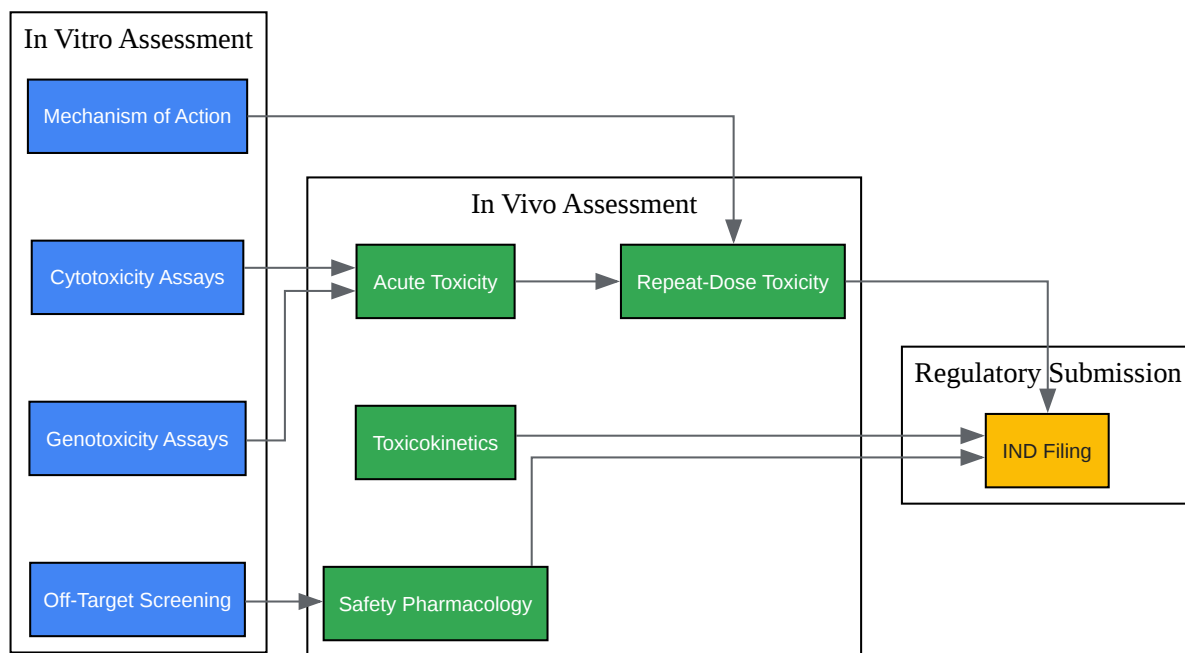 In Vitro Assessment
Mechanism of Action
Cytotoxicity Assays
Genotoxicity Assays
Off-Target Screening
In Vivo Assessment
Acute Toxicity
Repeat-Dose Toxicity
Toxicokinetics
Safety Pharmacology
Regulatory Submission
IND Filing